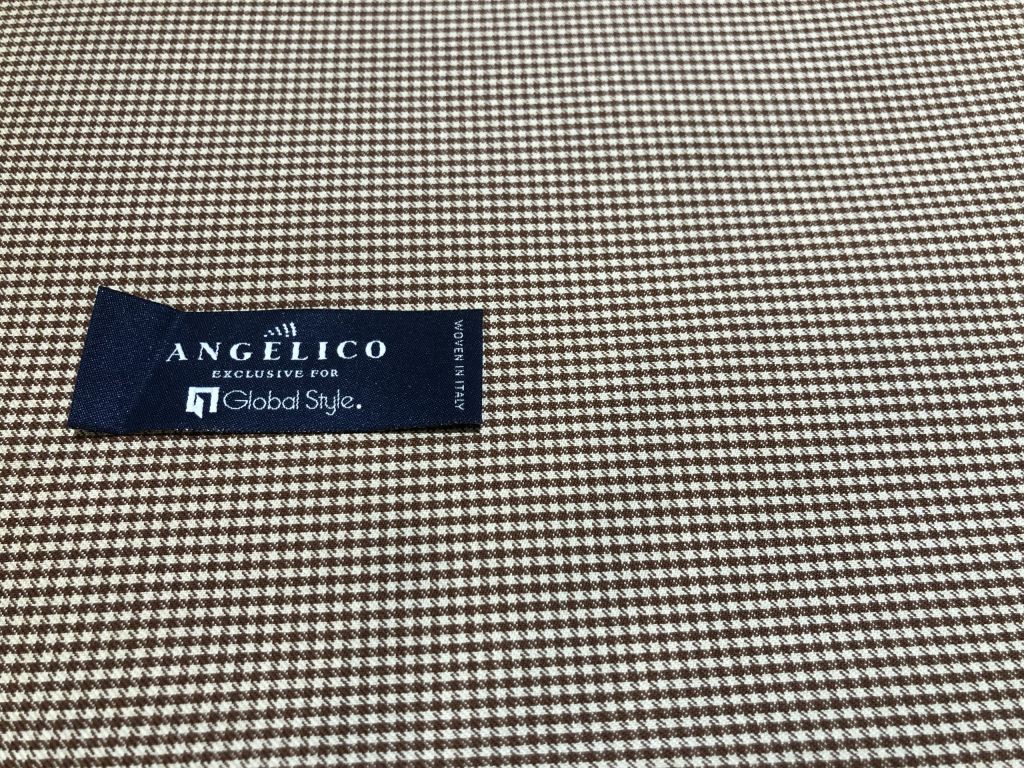 ANGELICO
EXCLUSIVE FOR
Global Style.
WOVEN IN ITALY